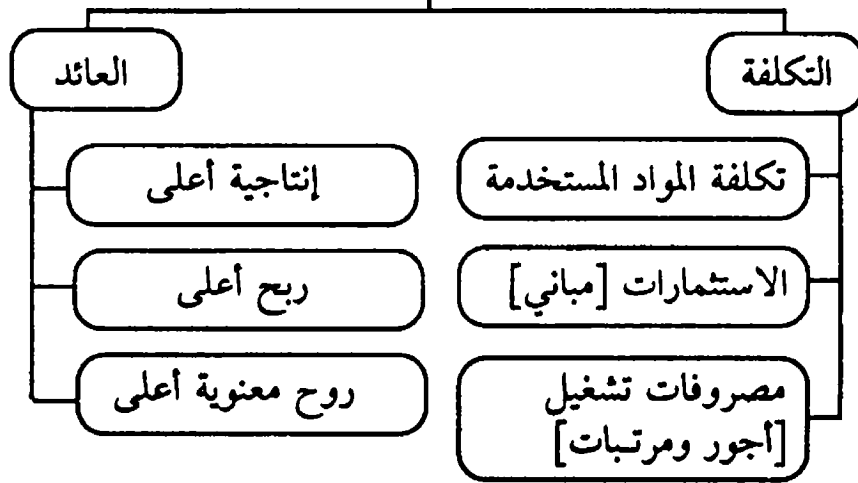 التكلفة
تكلفة المواد المستخدمة
الاستثمارات [مباني]
مصروفات تشغيل
[أجور ومرتبات]
العائد
إنتاجية أعلى
ربح أعلى
روح معنوية أعلى